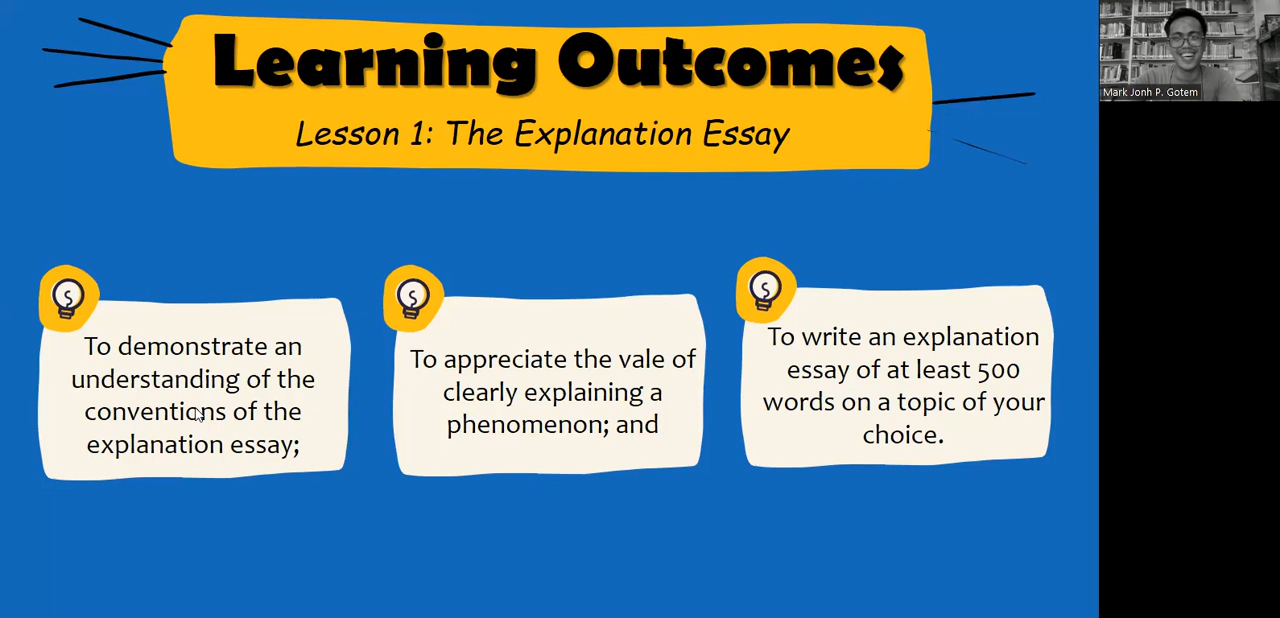 Learning Outcomes
Lesson 1: The Explanation Essay
Mark Jonh P. Gotem
To demonstrate an
understanding of the
conventions of the
explanation essay;
To appreciate the vale of
clearly explaining a
phenomenon; and
To write an explanation
essay of at least 500
words on a topic of your
choice.